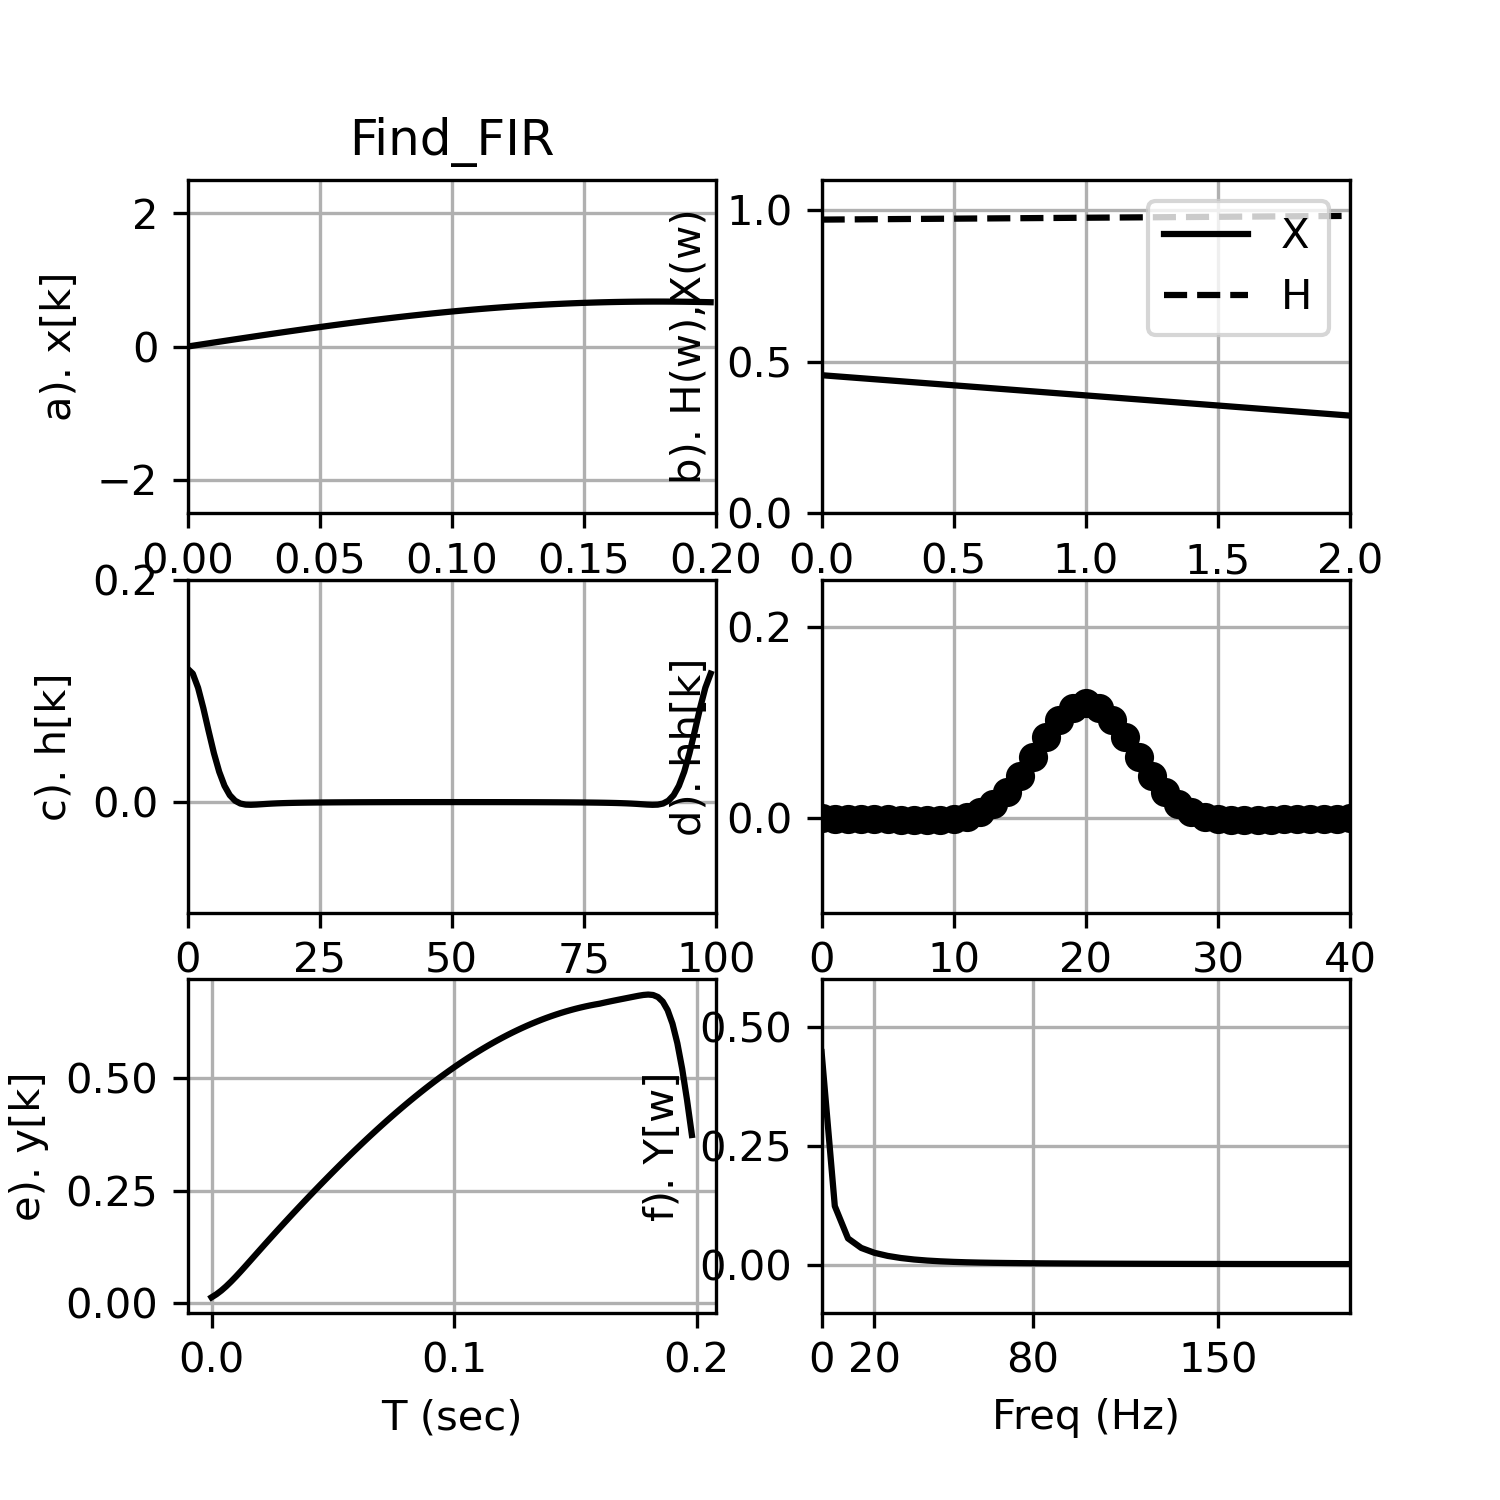 Find_FIR
a). x[k]
2
0
−2
0.00 0.05 0.10 0.15 0.20
b). H(w),X(w)
1.0
0.5
0.0
X
H
0.0 0.5 1.0 1.5 2.0
c). h[k]
0.2
0.0
0 25 50 75 100
d). hh[k]
0.2
0.0
0 10 20 30 40
e). y[k]
0.50
0.25
0.00
0.0 0.1 0.2
T (sec)
f). Y[w]
0.50
0.25
0.00
0 20 80 150
Freq (Hz)